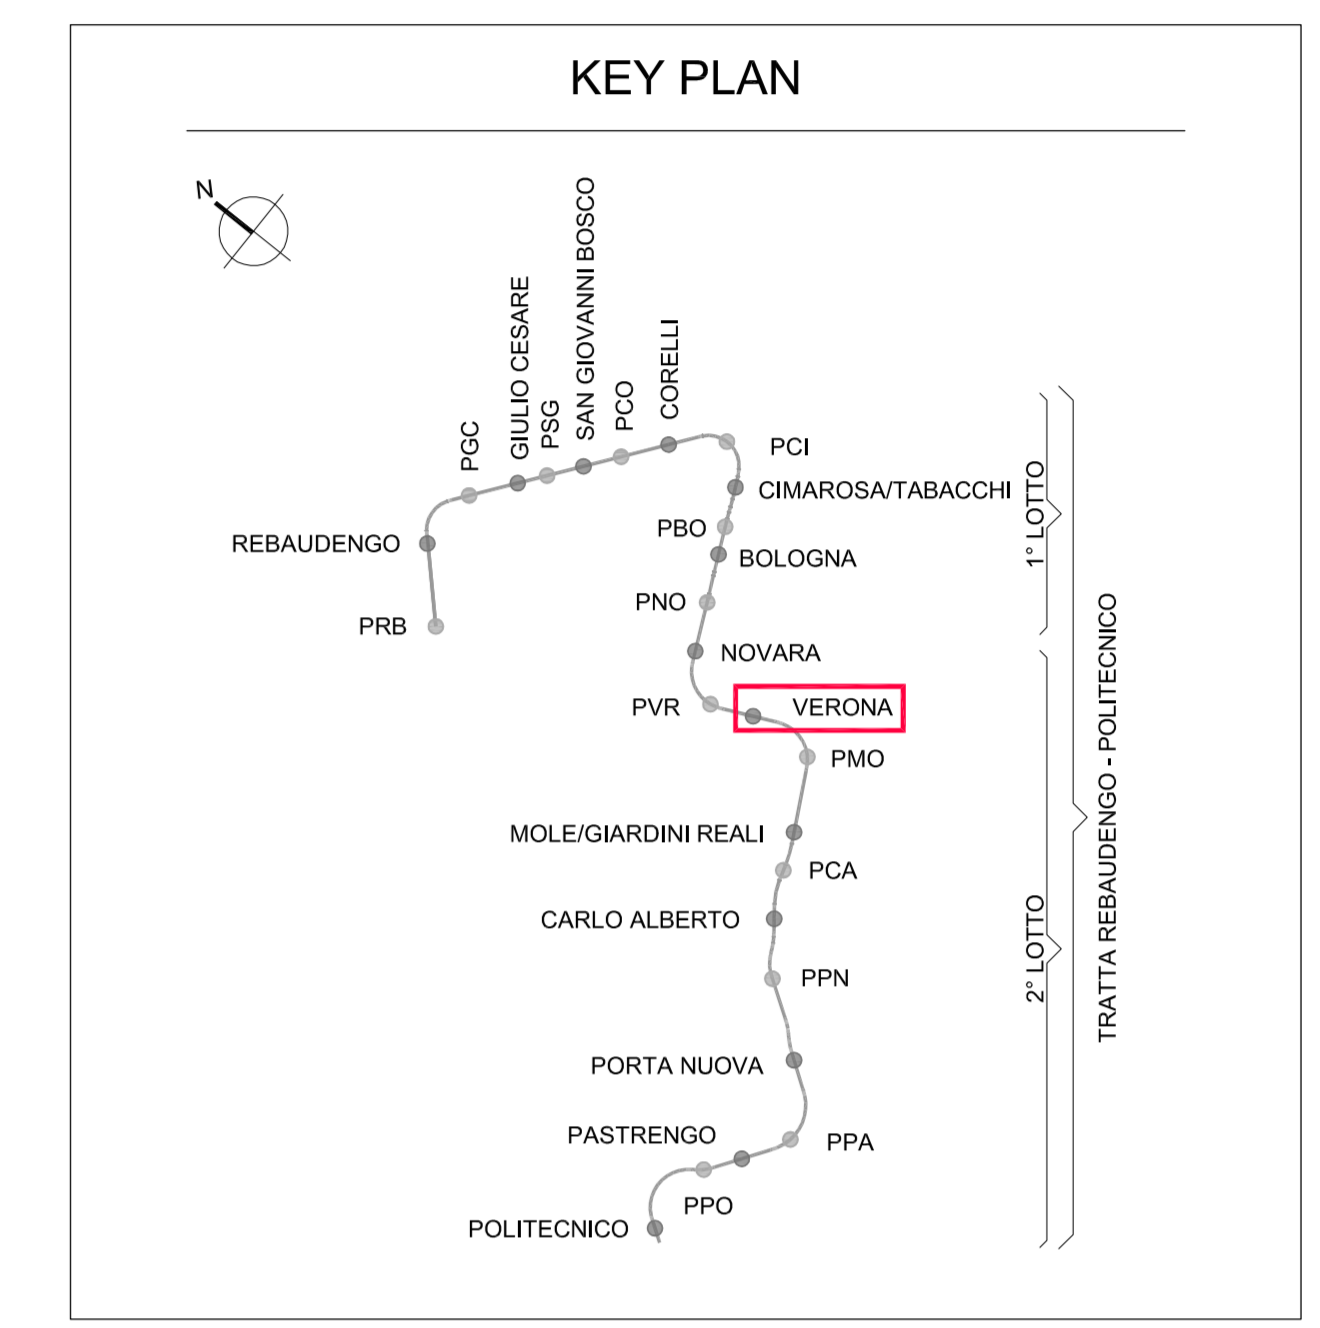 KEY PLAN
N
PGC
GIULIO CESARE
PSG
SAN GIOVANNI BOSCO
PCO
CORELLI
PCI
CIMAROSA/TABACCHI
PBO
BOLOGNA
REBAUDENGO
PNO
PRB
NOVARA
PVR
VERONA
PMO
MOLE/GIARDINI REALI
PCA
CARLO ALBERTO
PPN
PORTA NUOVA
PASTRENGO
PPA
PPO
POLITECNICO
1° LOTTO
2° LOTTO
TRATTA REBAUDENGO - POLITECNICO